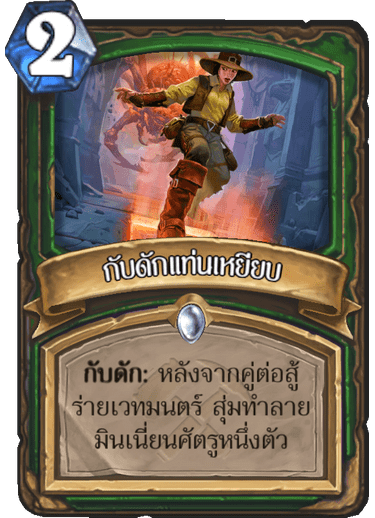 2
กับดักแท่นเหยียบ
กับดัก: หลังจากคู่ต่อสู้
ร่ายเวทมนตร์ สุ่มทำลาย
มินเนี่ยนศัตรูหนึ่งตัว